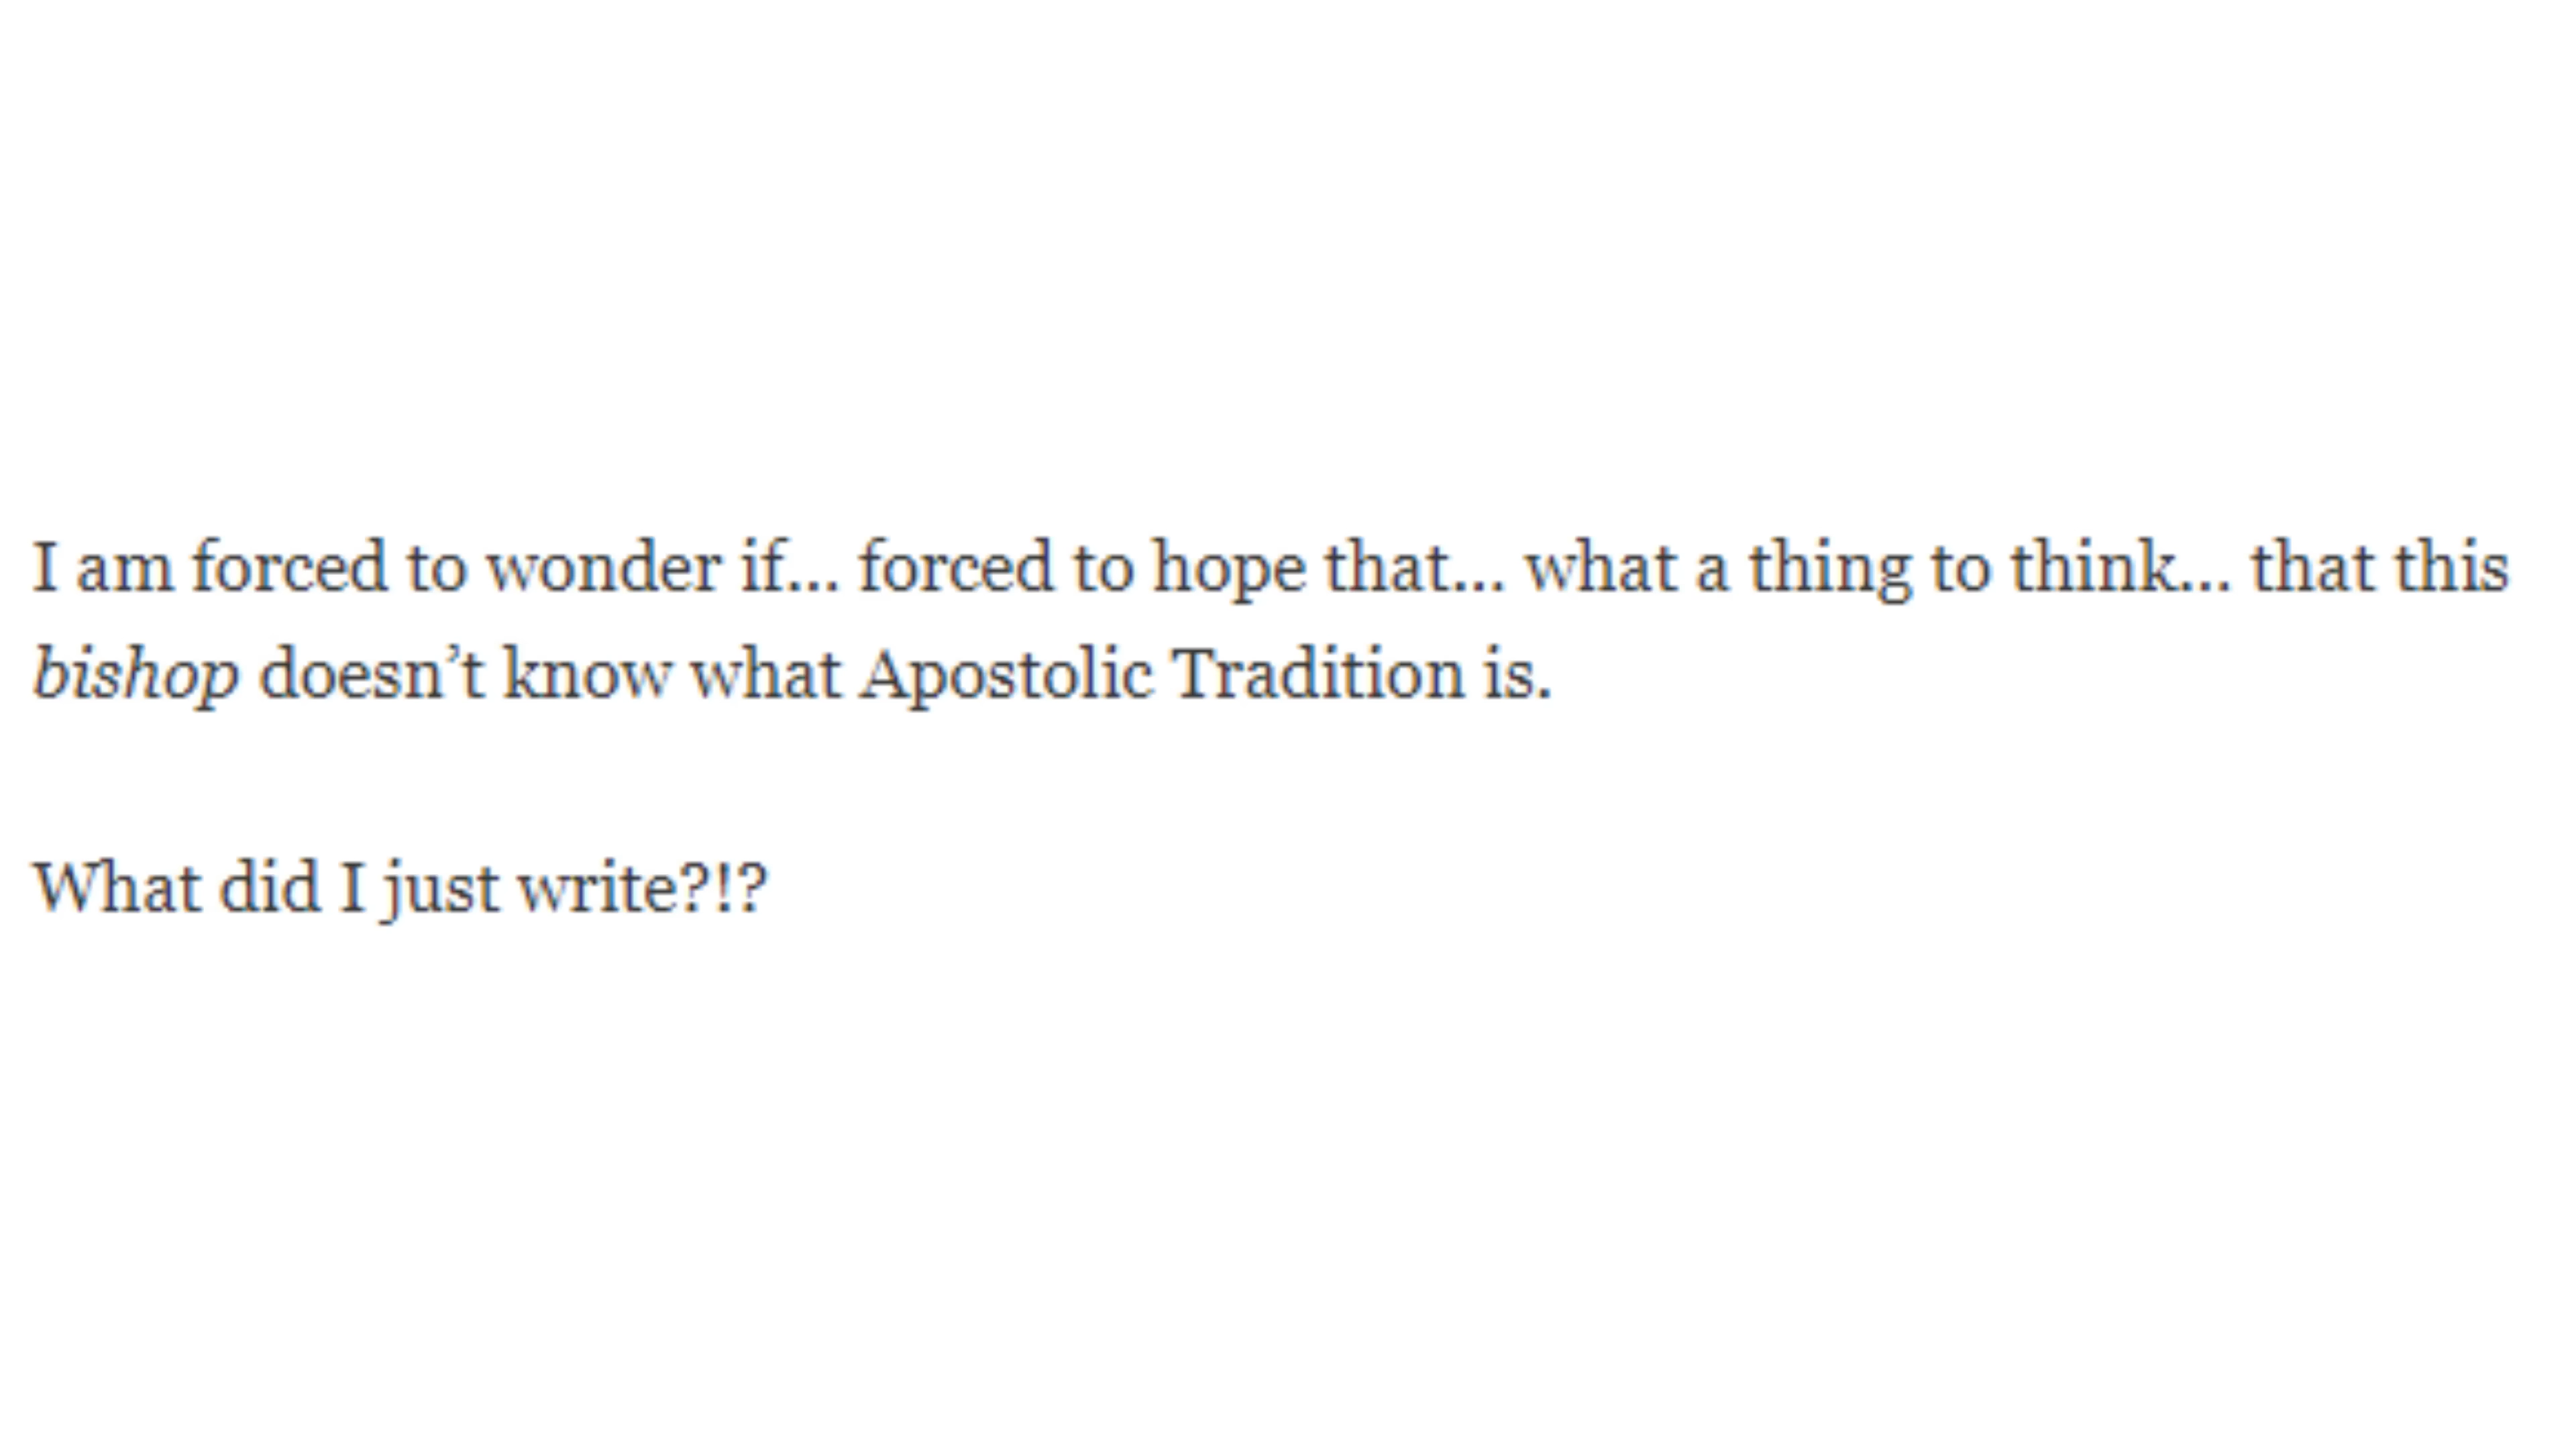 I am forced to wonder if… forced to hope that… what a thing to think… that this
bishop doesn’t know what Apostolic Tradition is.
What did I just write?!?